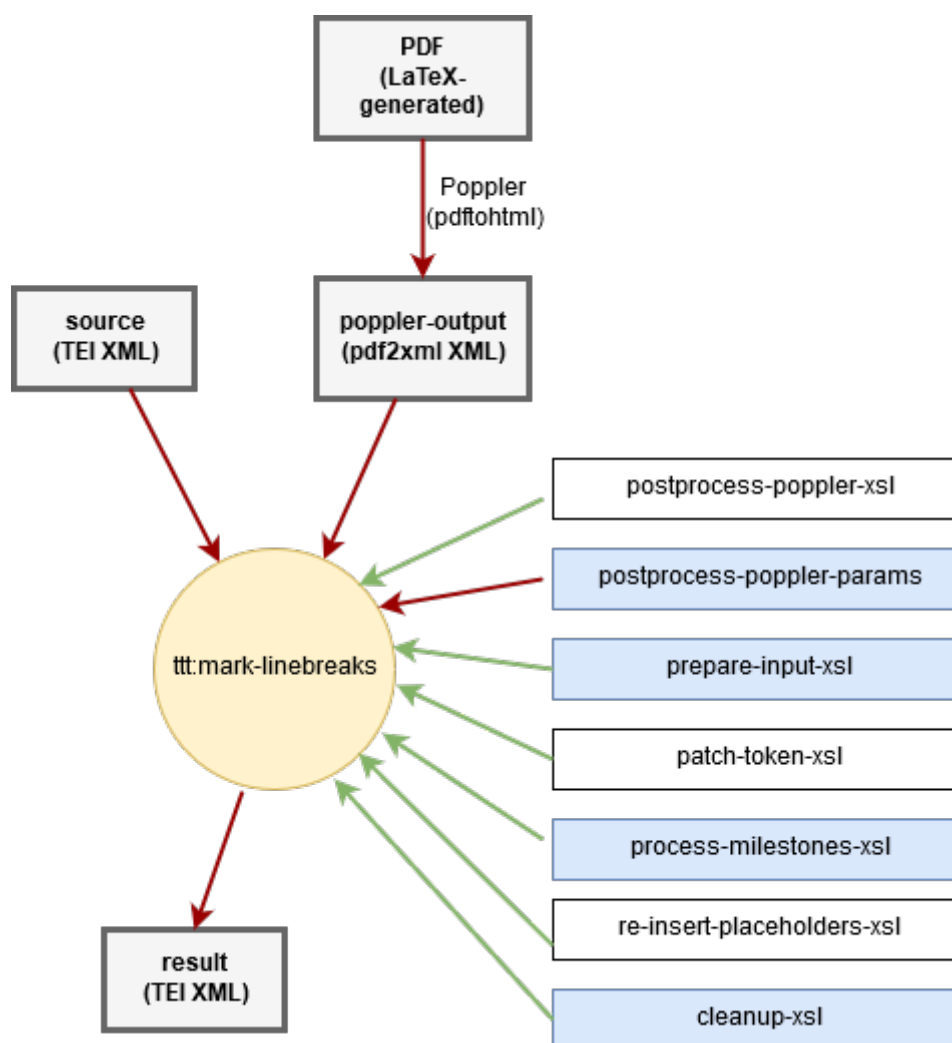 PDF
(LaTeX-
generated)
Poppler
(pdftohtml)
source
(TEI XML)
poppler-output
(pdf2xml XML)
postprocess-poppler-xsl
postprocess-poppler-params
prepare-input-xsl
ttt:mark-linebreaks
patch-token-xsl
process-milestones-xsl
re-insert-placeholders-xsl
result
(TEI XML)
cleanup-xsl